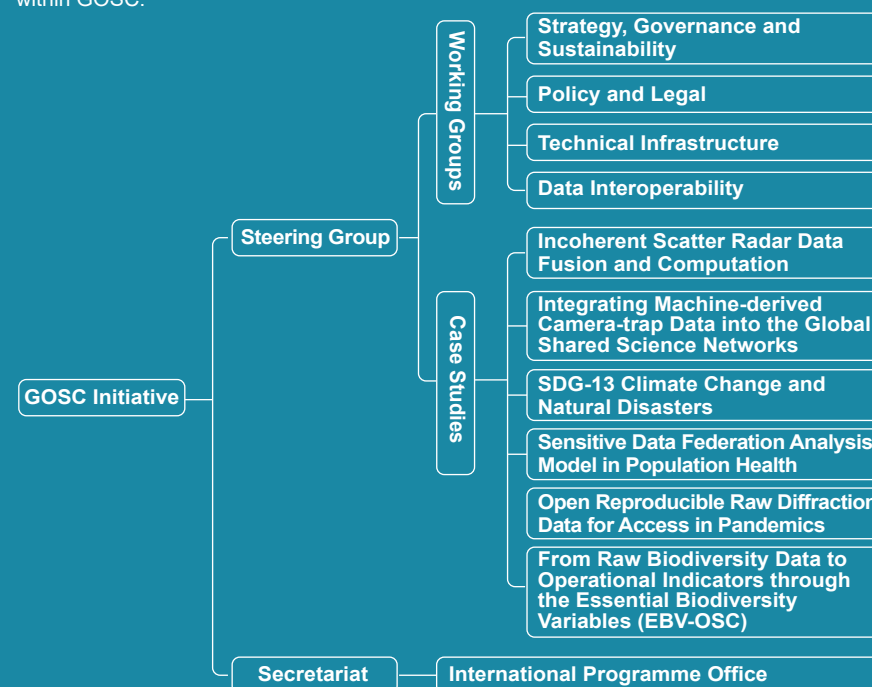 within GOSC.
Strategy, Governance and
Sustainability
Policy and Legal
Technical Infrastructure
Data Interoperability
Working Groups
Steering Group
Incoherent Scatter Radar Data
Fusion and Computation
Integrating Machine-derived
Camera-trap Data into the Global
Shared Science Networks
SDG-13 Climate Change and
Natural Disasters
Sensitive Data Federation Analysis
Model in Population Health
Open Reproducible Raw Diffraction
Data for Access in Pandemics
From Raw Biodiversity Data to
Operational Indicators through
the Essential Biodiversity
Variables (EBV-OSC)
Case Studies
GOSC Initiative
Secretariat
International Programme Office